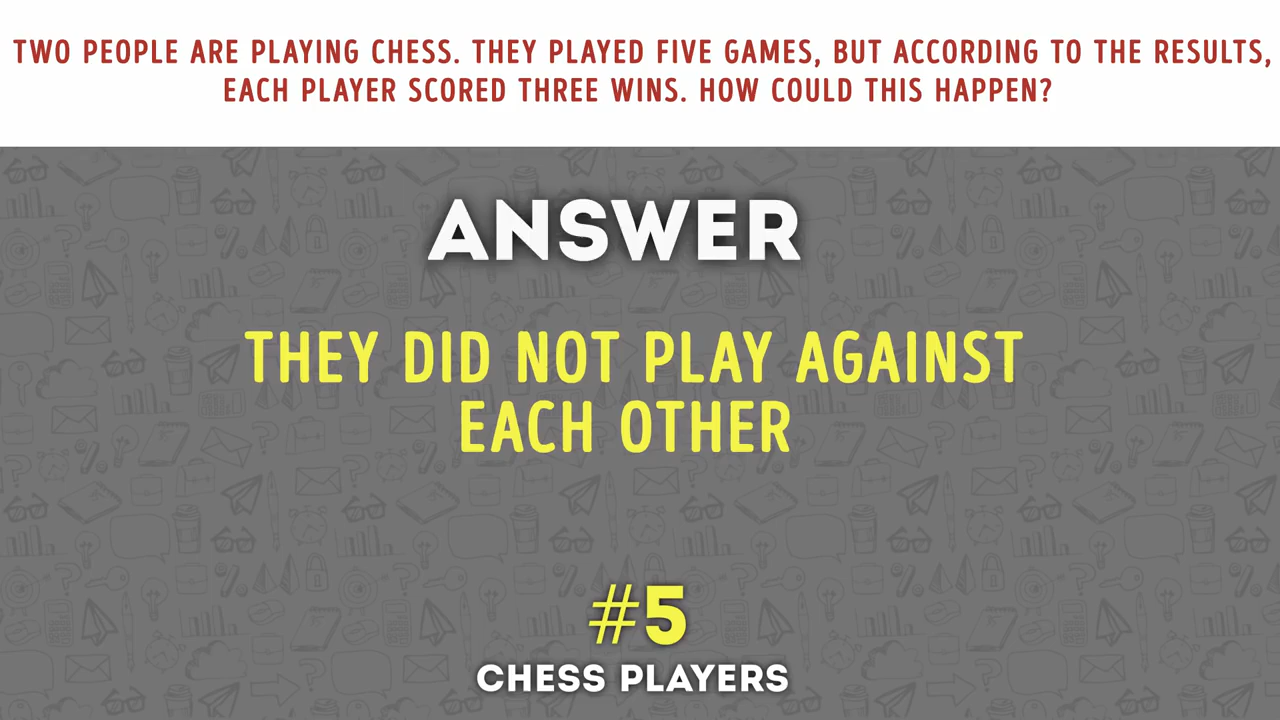 TWO PEOPLE ARE PLAYING CHESS. THEY PLAYED FIVE GAMES, BUT ACCORDING TO THE RESULTS,
EACH PLAYER SCORED THREE WINS. HOW COULD THIS HAPPEN?
ANSWER
THEY DID NOT PLAY AGAINST
EACH OTHER
#5
CHESS PLAYERS